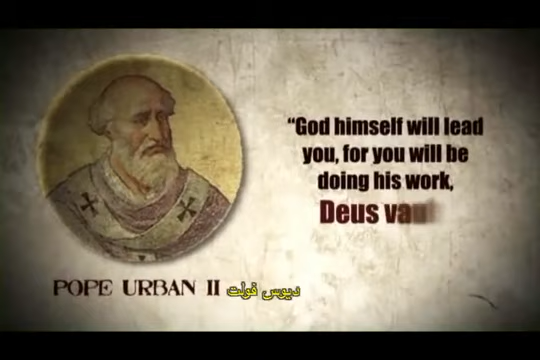 “God himself will lead
you, for you will be
doing his work,
Deus
POPE URBAN II
ديوس فولت